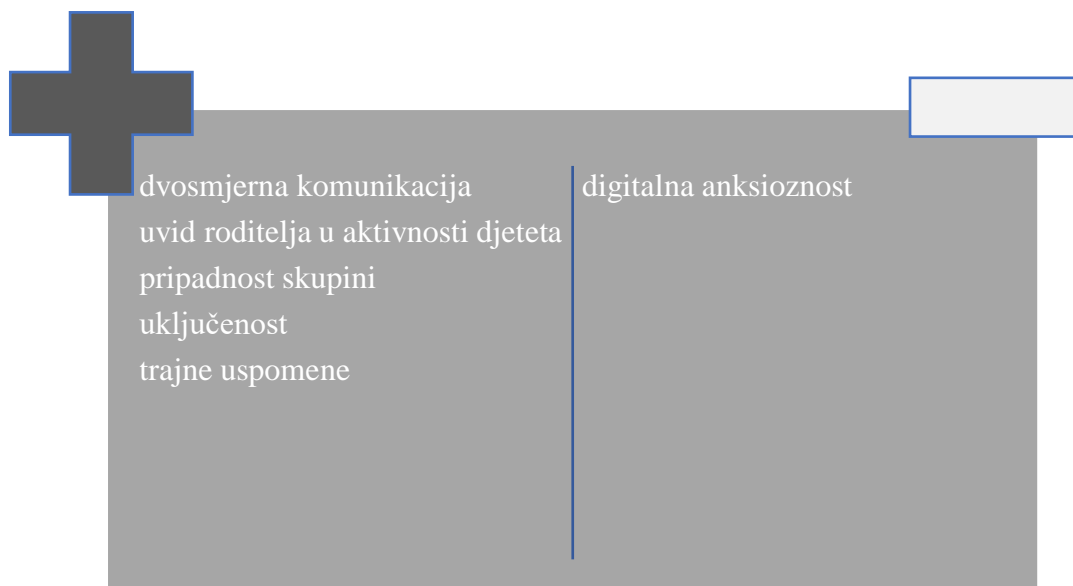 dvosmjerna komunikacija
uvid roditelja u aktivnosti djeteta
pripadnost skupini
uključenost
trajne uspomene
digitalna anksioznost